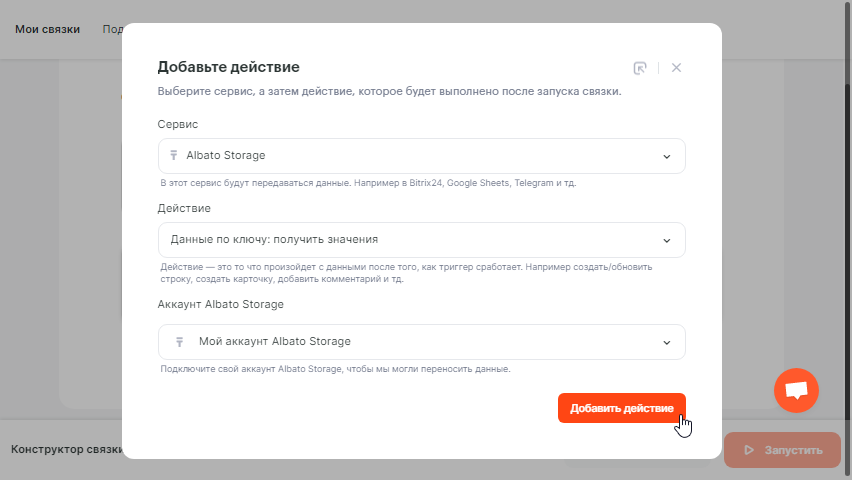 Мои связки
Под
Добавьте действие
Выберите сервис, а затем действие, которое будет выполнено после запуска связки.
Сервис
Albato Storage
В этот сервис будут передаваться данные. Например в Bitrix24, Google Sheets, Telegram и тд.
Действие
Данные по ключу: получить значения
Действие — это то что произойдет с данными после того, как триггер сработает. Например создать/обновить
строку, создать карточку, добавить комментарий и тд.
Аккаунт Albato Storage
Мой аккаунт Albato Storage
Подключите свой аккаунт Albato Storage, чтобы мы могли переносить данные.
Добавить действие
Конструктор связки
Запустить